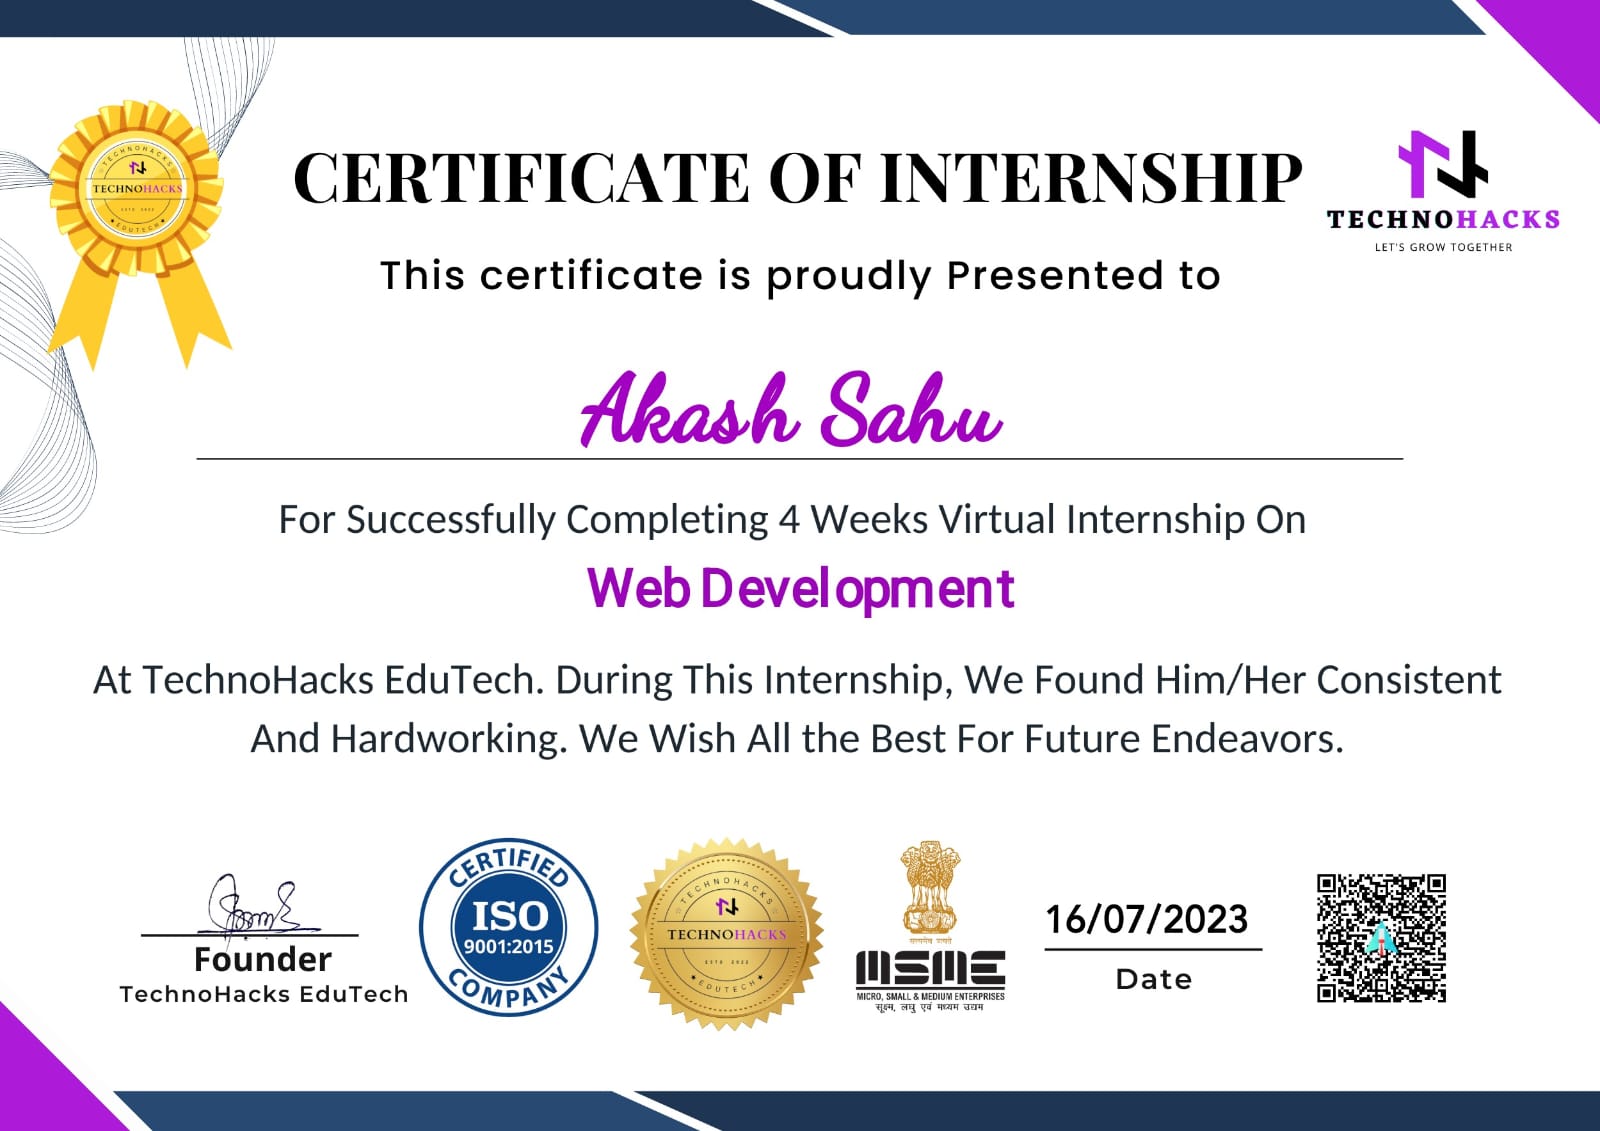 CERTIFICATE OF INTERNSHIP
TECHNOHACKS
LET'S GROW TOGETHER
TECHNOHACKS
TECHNOHACKS
ESTD 2022
EDUTECH
This certificate is proudly Presented to
Akash Sahu
For Successfully Completing 4 Weeks Virtual Internship On
Web Development
At TechnoHacks EduTech. During This Internship, We Found Him/Her Consistent
And Hardworking. We Wish All the Best For Future Endeavors.
Founder
TechnoHacks EduTech
CERTIFIED
ISO
9001:2015
COMPANY
TECHNOHACKS
TECHNOHACKS
ESTD 2022
EDUTECH
सत्यमेव जयते
MSME
MICRO, SMALL & MEDIUM ENTERPRISES
सूक्ष्म, लघु एवं मध्यम उद्यम
16/07/2023
Date